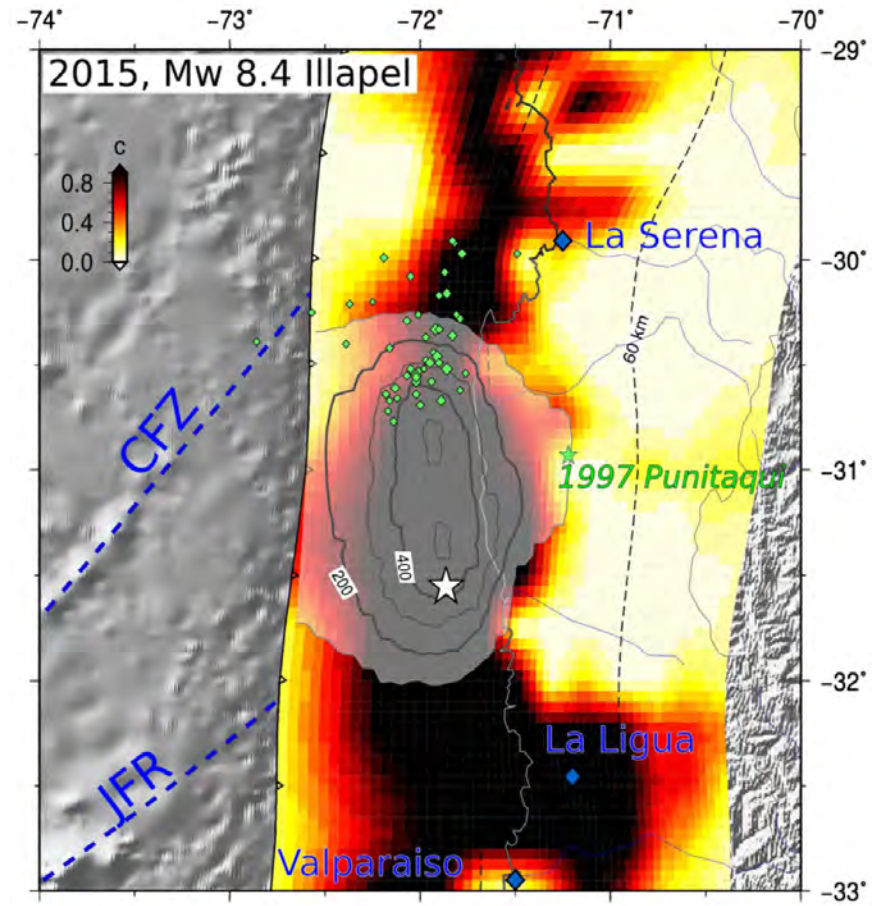 −74° −73° −72° −71° −70°
2015, Mw 8.4 Illapel
−29°
c
0.8
0.4
0.0
La Serena
−30°
60 km
CFZ
−31°
1997 Punitaqui
400
200
−32°
La Ligua
JFR
Valparaiso
−33°